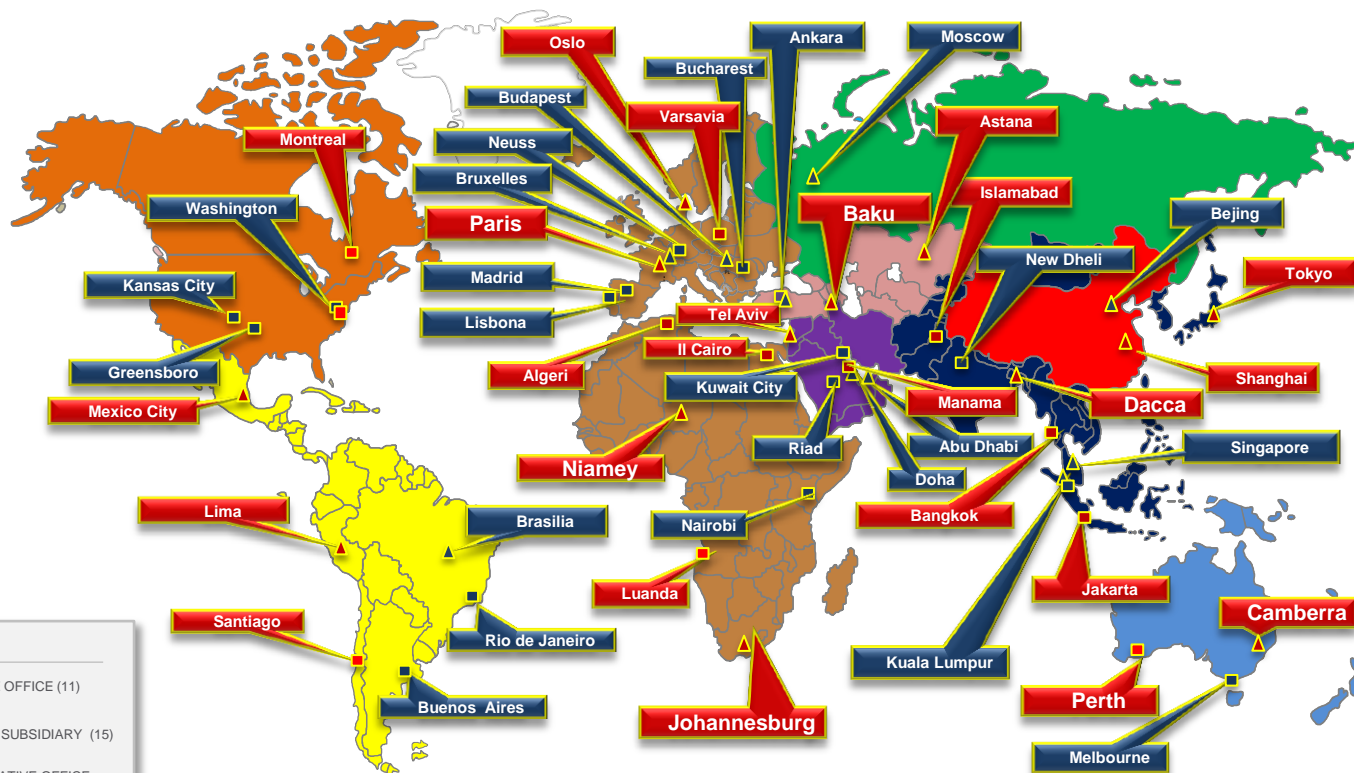 Oslo
Ankara
Moscow
Bucharest
Budapest
Varsavia
Astana
Montreal
Neuss
Bruxelles
Islamabad
Washington
Paris
Baku
Bejing
New Dheli
Kansas City
Madrid
Tokyo
Lisbona
Tel Aviv
Il Cairo
Greensboro
Algeri
Kuwait City
Shanghai
Mexico City
Manama
Dacca
Riad
Abu Dhabi
Singapore
Niamey
Doha
Lima
Brasilia
Nairobi
Bangkok
Luanda
Jakarta
Santiago
Camberra
Rio de Janeiro
Kuala Lumpur
OFFICE (11)
Buenos Aires
Perth
Johannesburg
SUBSIDIARY (15)
Melbourne